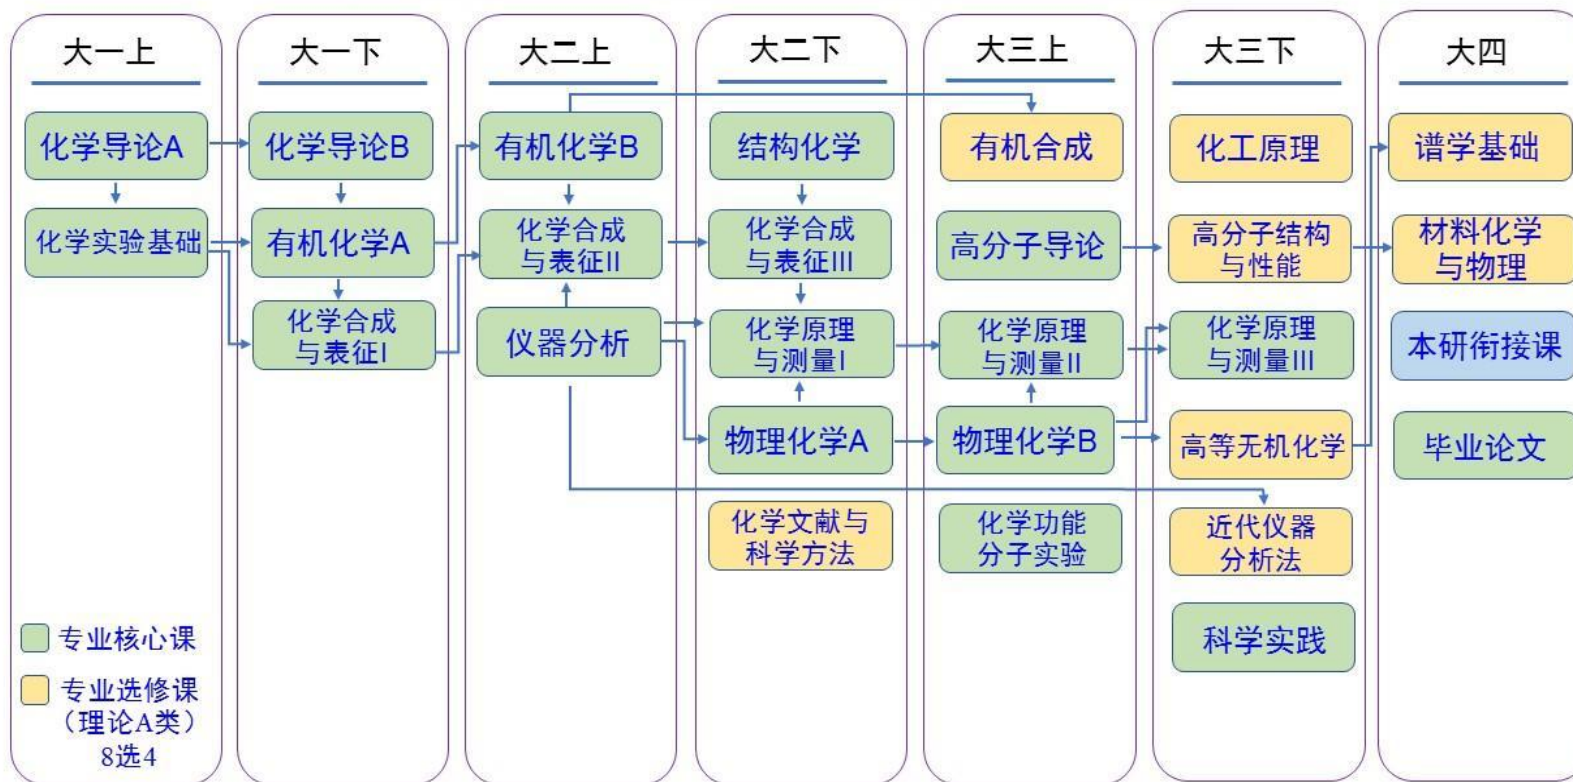 大一上
化学导论A
化学实验基础
专业核心课
专业选修课
（理论A类）
8选4
大一下
化学导论B
有机化学A
化学合成
与表征I
大二上
有机化学B
化学合成
与表征II
仪器分析
大二下
结构化学
化学合成
与表征III
化学原理
与测量I
物理化学A
化学文献与
科学方法
大三上
有机合成
高分子导论
化学原理
与测量II
物理化学B
化学功能
分子实验
大三下
化工原理
高分子结构
与性能
化学原理
与测量III
高等无机化学
近代仪器
分析法
科学实践
大四
谱学基础
材料化学
与物理
本研衔接课
毕业论文